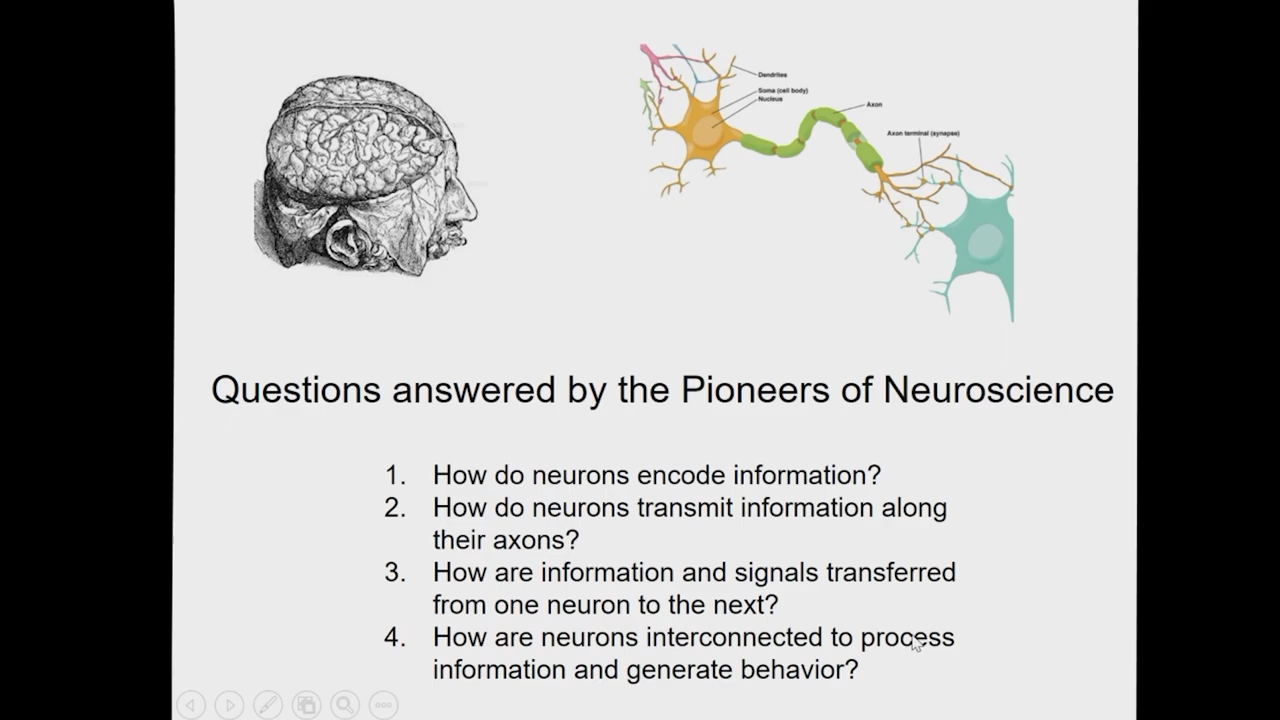 Dendrites
Soma (cell body)
Nucleus
Axon
Axon terminal (synapse)
Questions answered by the Pioneers of Neuroscience
1. How do neurons encode information?
2. How do neurons transmit information along
their axons?
3. How are information and signals transferred
from one neuron to the next?
4. How are neurons interconnected to process
information and generate behavior?